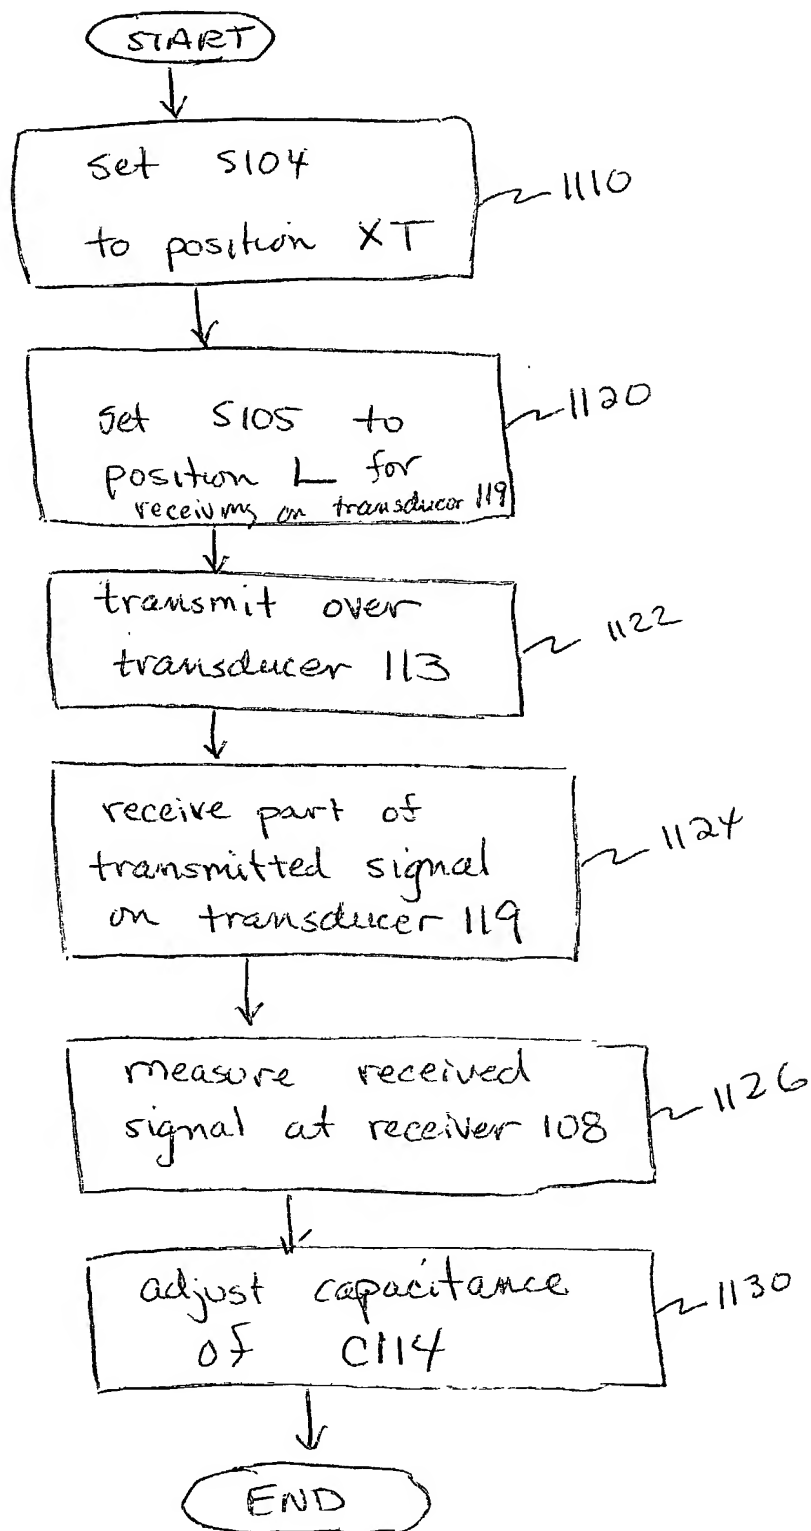 START
set S104
to position XT
1110
set S105 to
position L for
receiving on transducor 119
1120
transmit over
transducer 113
1122
receive part of
transmitted signal
on transducer 119
1124
measure received
signal at receiver 108
1126
adjust capacitance
of C114
1130
END